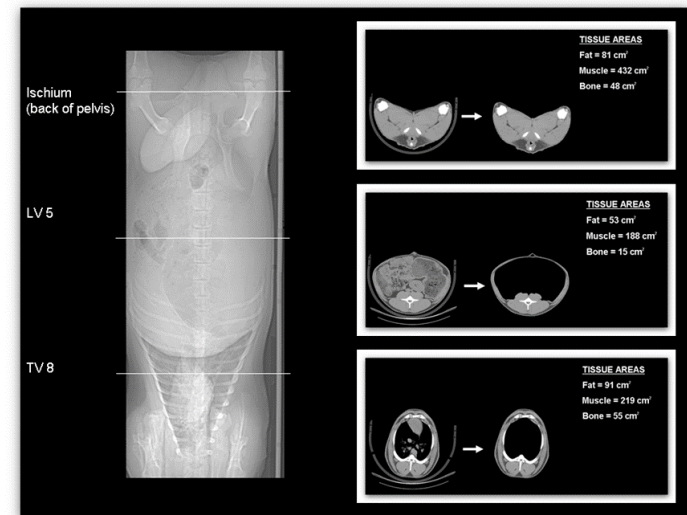 Ischium
(back of pelvis)
LV 5
TV 8
TISSUE AREAS
Fat = 81 cm²
Muscle = 432 cm²
Bone = 48 cm²
TISSUE AREAS
Fat = 53 cm²
Muscle = 188 cm²
Bone = 15 cm²
TISSUE AREAS
Fat = 91 cm²
Muscle = 219 cm²
Bone = 55 cm²